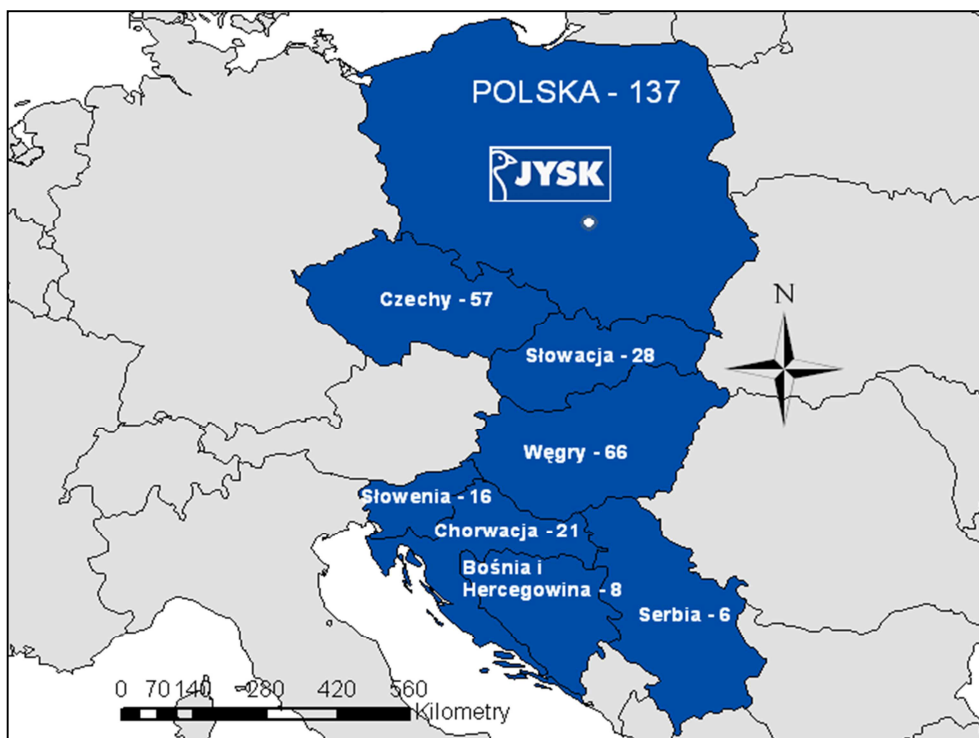 POLSKA - 137
JYSK
Czechy - 57
N
Słowacja - 28
Węgry - 66
Słowenia - 16
Chorwacja - 21
Bośnia i
Hercegowina - 8
Serbia - 6
0 70 140 280 420 560
Kilometry